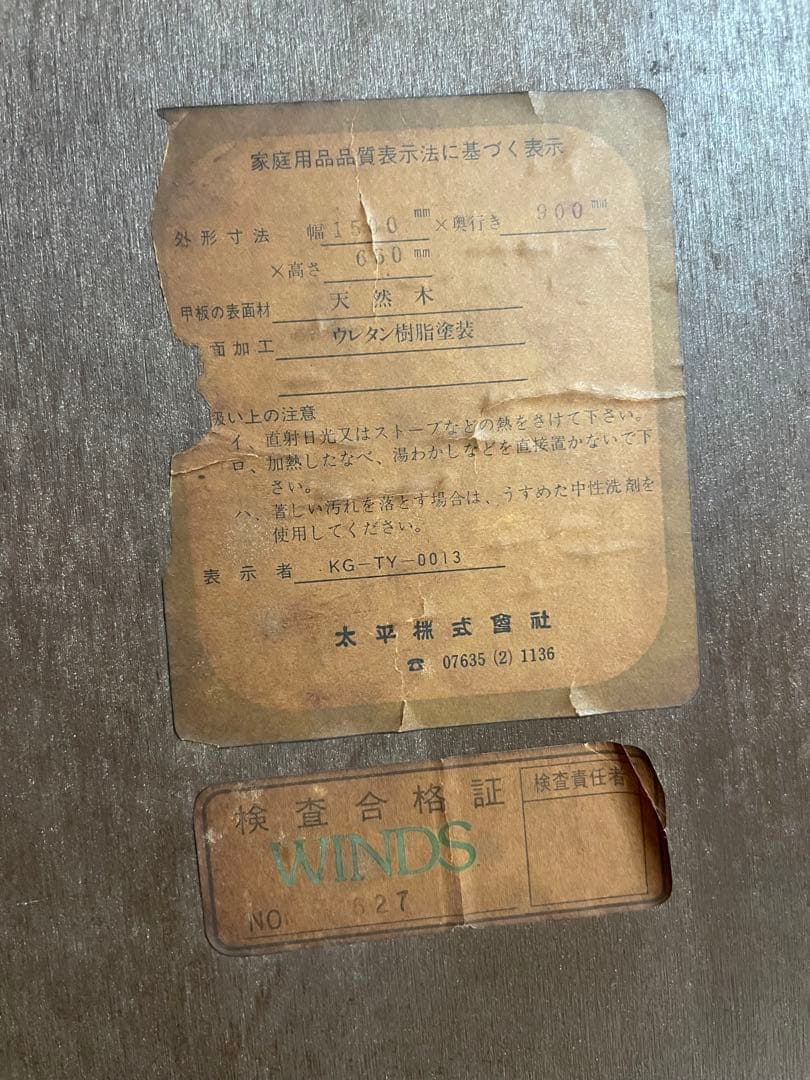 家庭用品品質表示法に基づく表示
外形寸法 幅 1500 mm ×奥行き 900 mm
×高さ 660 mm
甲板の表面材 天然木
面加工 ウレタン樹脂塗装
扱い上の注意
イ、直射日光又はストーブなどの熱をさけて下さい。
ロ、加熱したなべ、湯わかしなどを直接置かないで下
さい。
ハ、著しい汚れを落とす場合は、うすめた中性洗剤を
使用してください。
表示者 KG-TY-0013
太平株式會社
☎ 07635 (2) 1136
検査合格証 検査責任者
WINDS
NO. 627